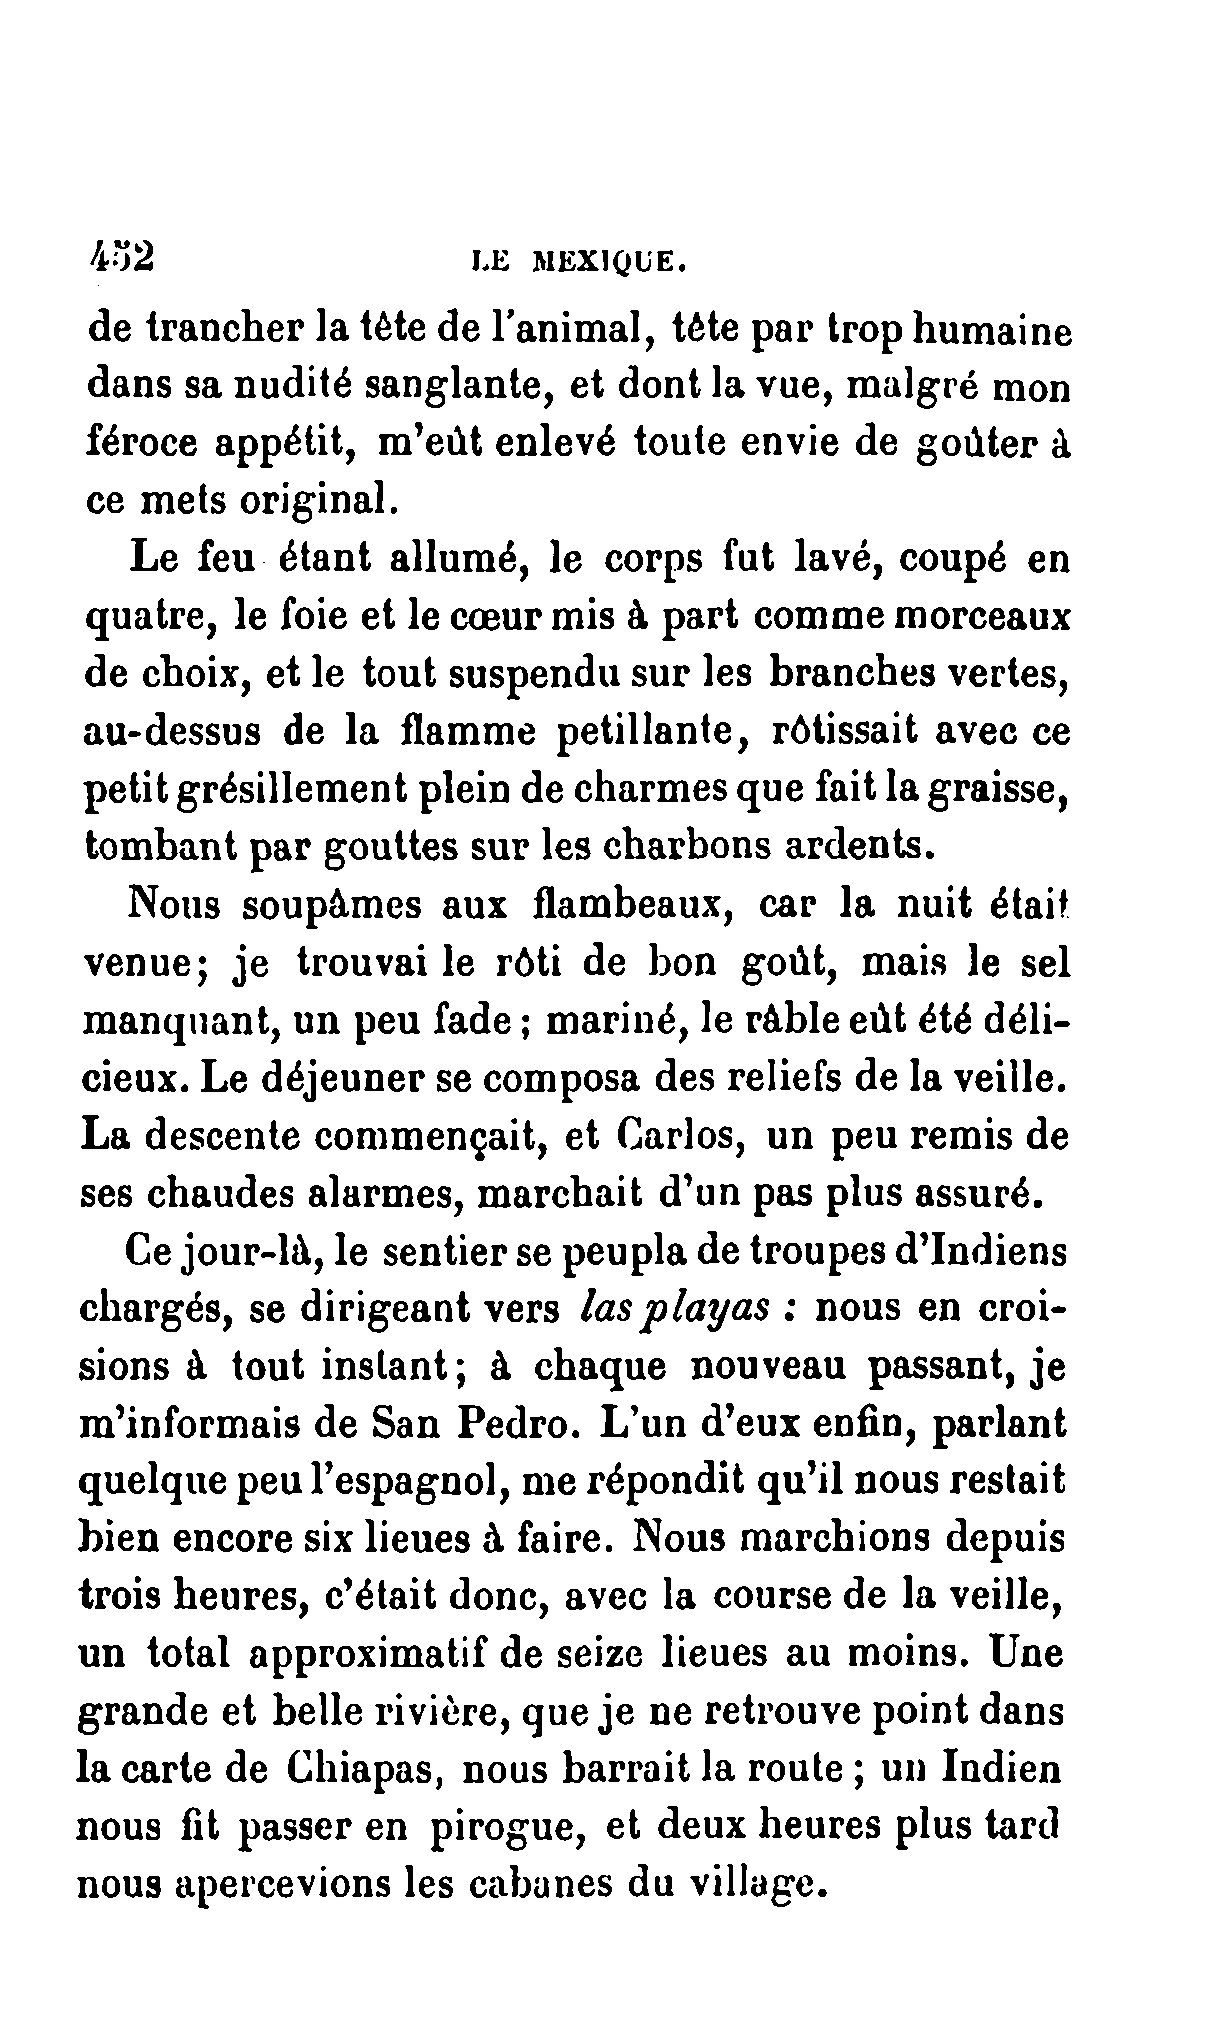 452 LE MEXIQUE.
de trancher la tête de l'animal, tête par trop humaine
dans sa nudité sanglante, et dont la vue, malgré mon
féroce appétit, m'eût enlevé toute envie de goûter à
ce mets original.
Le feu étant allumé, le corps fut lavé, coupé en
quatre, le foie et le cœur mis à part comme morceaux
de choix, et le tout suspendu sur les branches vertes,
au-dessus de la flamme petillante, rôtissait avec ce
petit grésillement plein de charmes que fait la graisse,
tombant par gouttes sur les charbons ardents.
Nous soupâmes aux flambeaux, car la nuit était
venue; je trouvai le rôti de bon goût, mais le sel
manquant, un peu fade; mariné, le râble eût été déli-
cieux. Le déjeuner se composa des reliefs de la veille.
La descente commençait, et Carlos, un peu remis de
ses chaudes alarmes, marchait d'un pas plus assuré.
Ce jour-là, le sentier se peupla de troupes d'Indiens
chargés, se dirigeant vers las playas : nous en croi-
sions à tout instant; à chaque nouveau passant, je
m'informais de San Pedro. L'un d'eux enfin, parlant
quelque peu l'espagnol, me répondit qu'il nous restait
bien encore six lieues à faire. Nous marchions depuis
trois heures, c'était donc, avec la course de la veille,
un total approximatif de seize lieues au moins. Une
grande et belle rivière, que je ne retrouve point dans
la carte de Chiapas, nous barrait la route; un Indien
nous fit passer en pirogue, et deux heures plus tard
nous apercevions les cabanes du village.